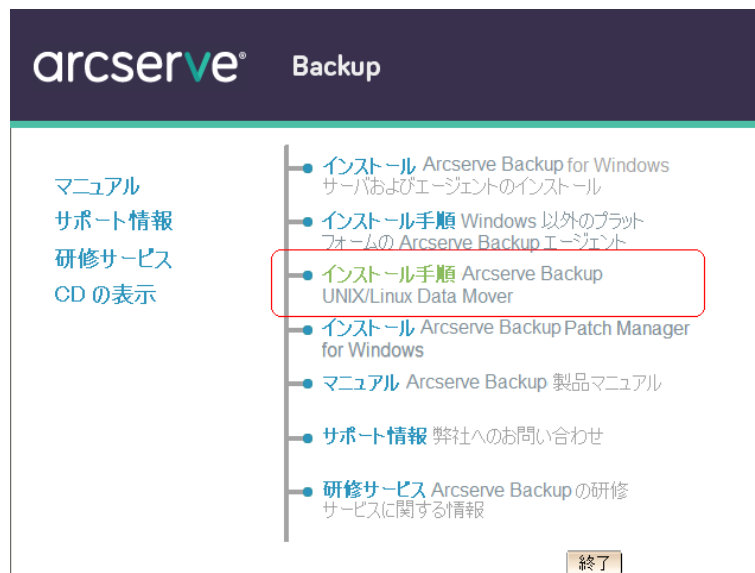 arcserve® Backup
マニュアル
サポート情報
研修サービス
CD の表示
インストール Arcserve Backup for Windows
サーバおよびエージェントのインストール
インストール手順 Windows 以外のプラット
フォームの Arcserve Backup エージェント
インストール手順 Arcserve Backup
UNIX/Linux Data Mover
インストール Arcserve Backup Patch Manager
for Windows
マニュアル Arcserve Backup 製品マニュアル
サポート情報 弊社へのお問い合わせ
研修サービス Arcserve Backup の研修
サービスに関する情報
終了